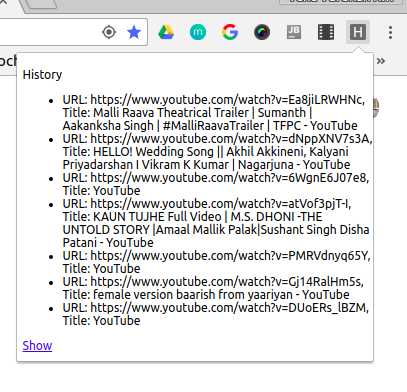 History
URL: https://www.youtube.com/watch?v=Ea8jiLRWHNc,
Title: Malli Raava Theatrical Trailer | Sumanth |
Aakanksha Singh | #MalliRaavaTrailer | TFPC - YouTube
URL: https://www.youtube.com/watch?v=dNppXNV7s3A,
Title: HELLO! Wedding Song || Akhil Akkineni, Kalyani
Priyadarshan I Vikram K Kumar | Nagarjuna - YouTube
URL: https://www.youtube.com/watch?v=6WgnE6J07e8,
Title: YouTube
URL: https://www.youtube.com/watch?v=atVof3pjT-I,
Title: KAUN TUJHE Full Video | M.S. DHONI -THE
UNTOLD STORY |Amaal Mallik Palak|Sushant Singh Disha
Patani - YouTube
URL: https://www.youtube.com/watch?v=PMRVdnyq65Y,
Title: YouTube
URL: https://www.youtube.com/watch?v=Gj14RalHm5s,
Title: female version baarish from yaariyan - YouTube
URL: https://www.youtube.com/watch?v=DUoERs_lBZM,
Title: YouTube
Show